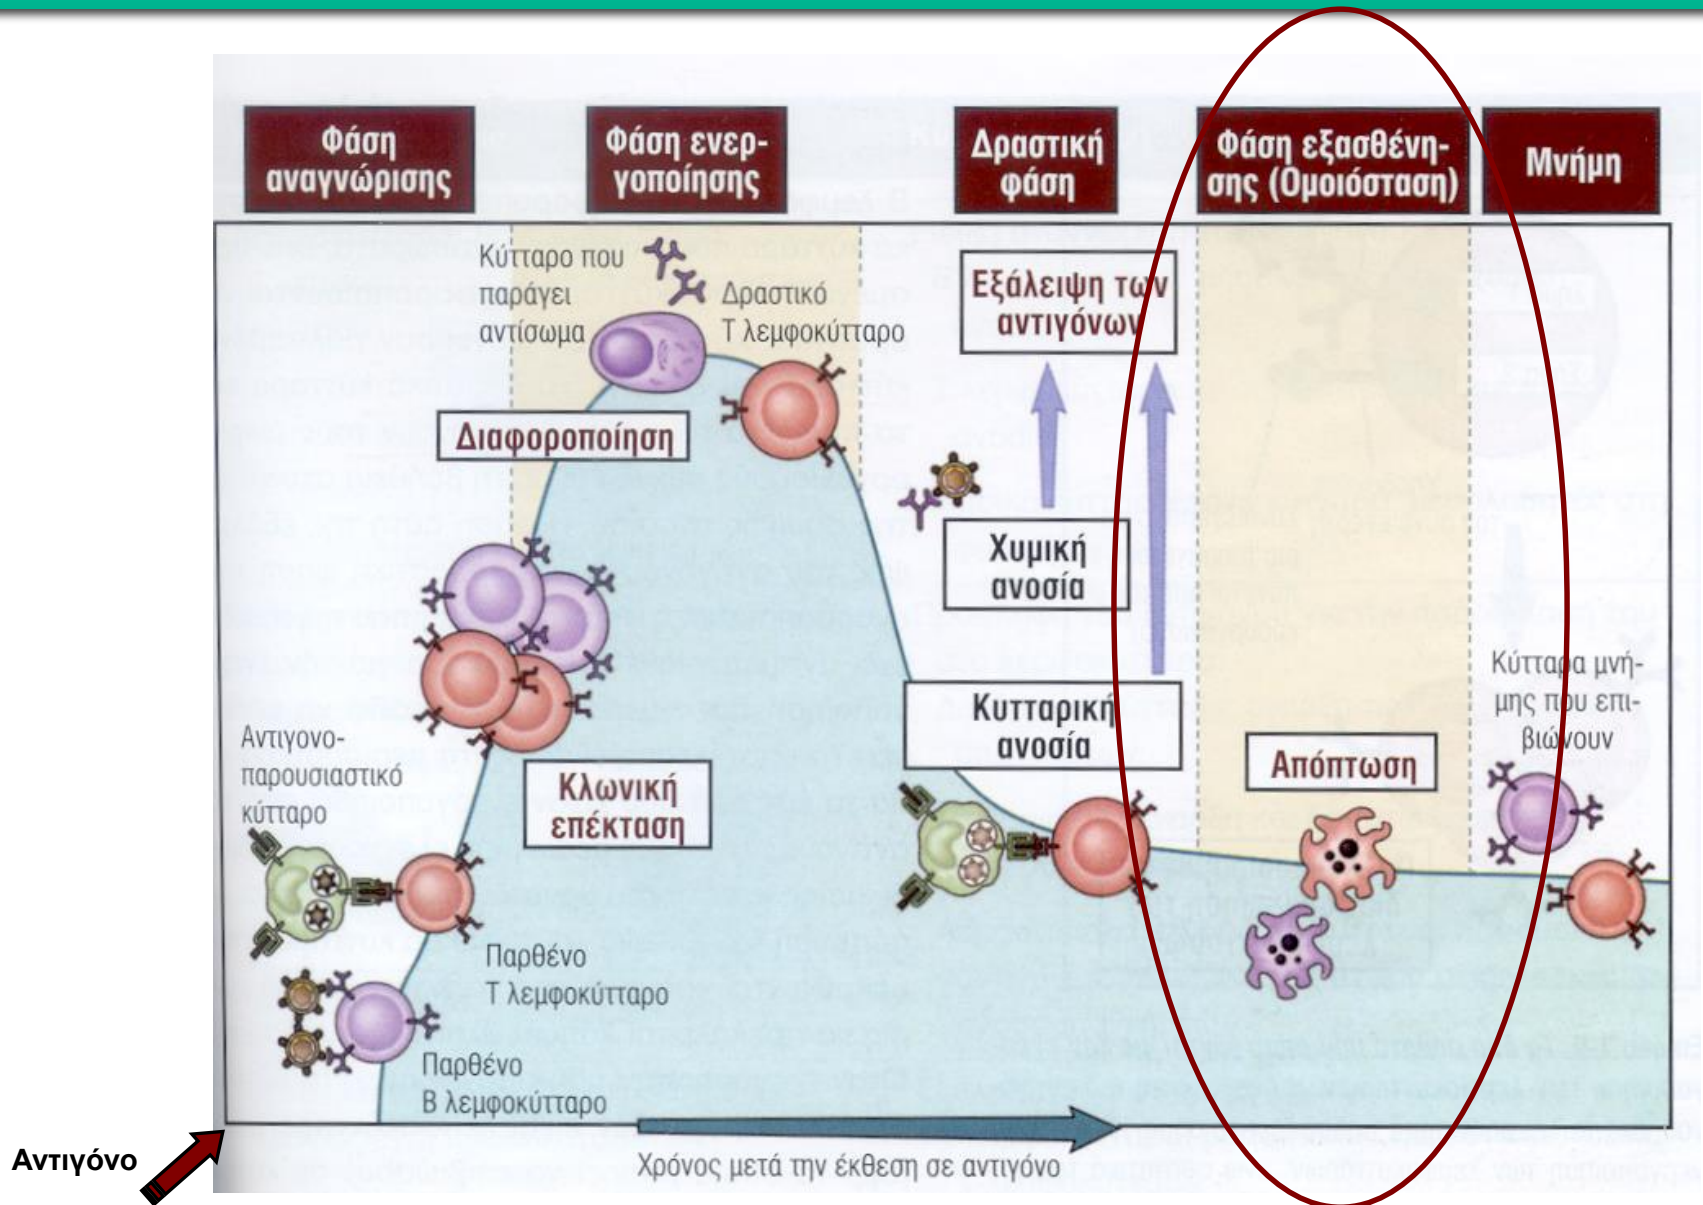 Φάση
αναγνώρισης
Φάση ενερ-
γοποίησης
Δραστική
φάση
Φάση εξασθένη-
σης (Ομοιόσταση)
Μνήμη
Κύτταρο που
παράγει
αντίσωμα
Δραστικό
Τ λεμφοκύτταρο
Εξάλειψη των
αντιγόνων
Διαφοροποίηση
Χυμική
ανοσία
Κυτταρική
ανοσία
Κύτταρα μνή-
μης που επι-
βιώνουν
Αντιγονο-
παρουσιαστικό
κύτταρο
Κλωνική
επέκταση
Απόπτωση
Παρθένο
Τ λεμφοκύτταρο
Παρθένο
Β λεμφοκύτταρο
Αντιγόνο
Χρόνος μετά την έκθεση σε αντιγόνο